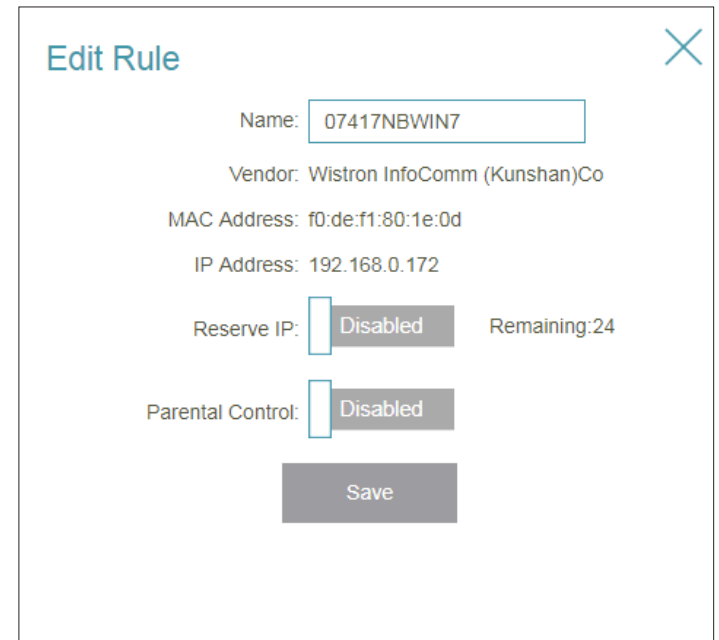 Edit Rule
Name: 07417NBWIN7
Vendor: Wistron InfoComm (Kunshan)Co
MAC Address: f0:de:f1:80:1e:0d
IP Address: 192.168.0.172
Reserve IP: Disabled Remaining:24
Parental Control: Disabled
Save